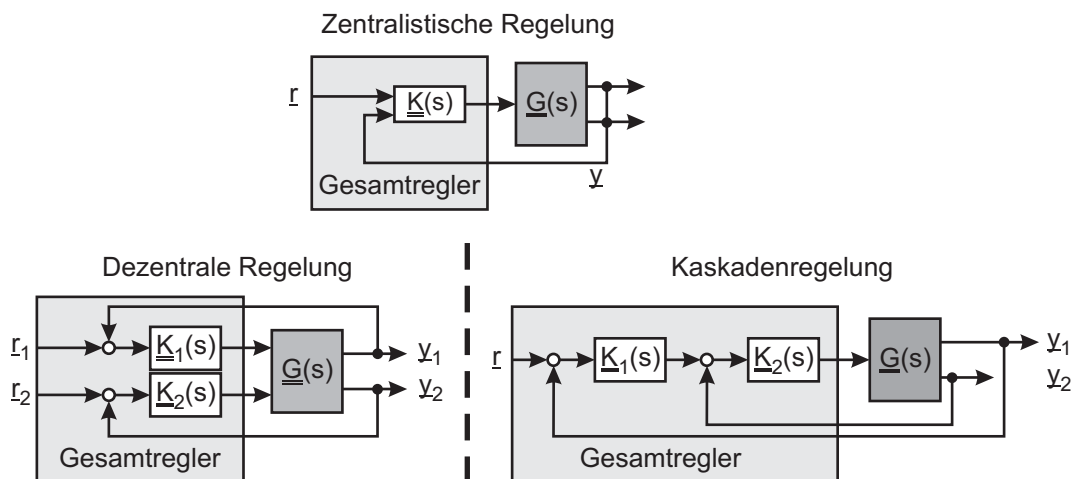 Zentralistische Regelung
r
K(s)
G(s)
y
Gesamtregler
Dezentrale Regelung
r1
K1(s)
G(s)
y1
r2
K2(s)
y2
Gesamtregler
Kaskadenregelung
r
K1(s)
K2(s)
G(s)
y1
y2
Gesamtregler